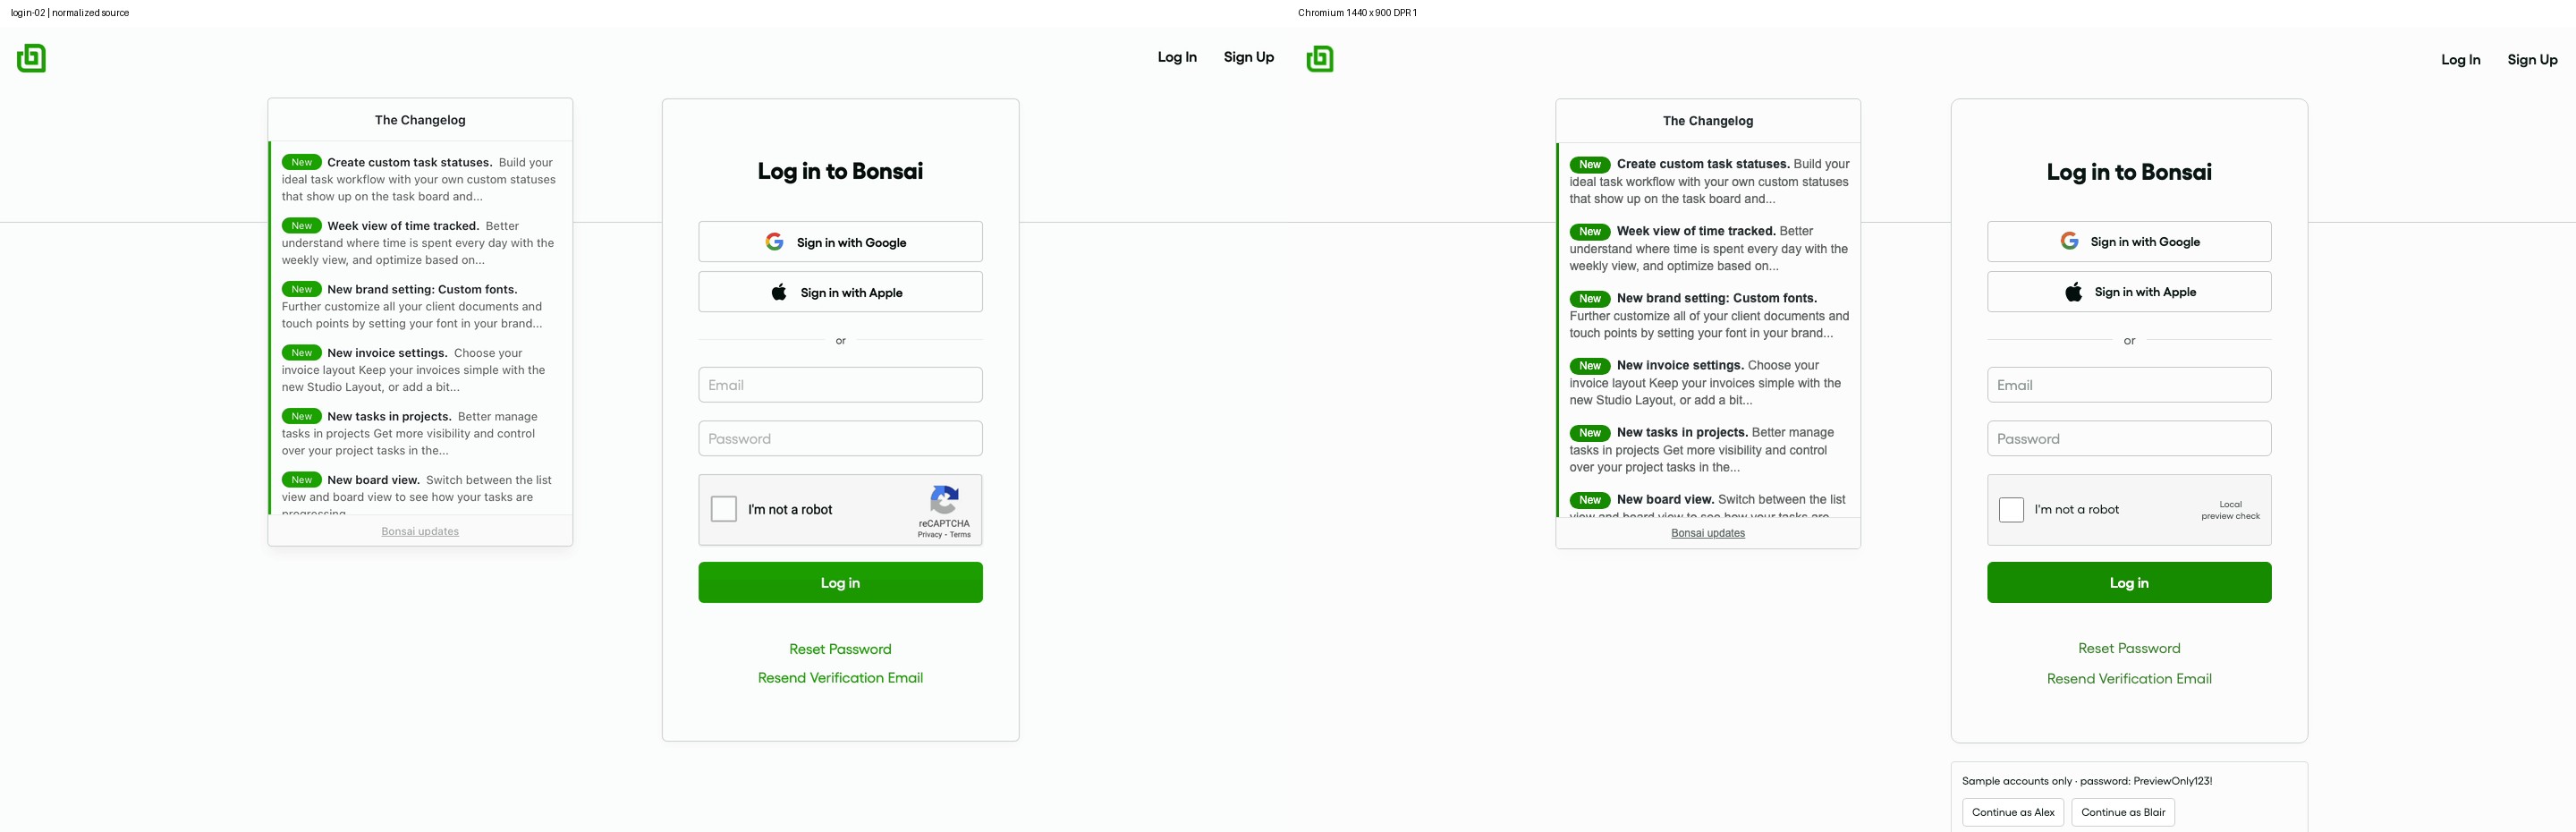 login-02 | normalized source
Chromium 1440 x 900 DPR 1
Log In
Sign Up
The Changelog
New Create custom task statuses. Build your
ideal task workflow with your own custom statuses
that show up on the task board and...
New Week view of time tracked. Better
understand where time is spent every day with the
weekly view, and optimize based on...
New New brand setting: Custom fonts.
Further customize all your client documents and
touch points by setting your font in your brand...
New New invoice settings. Choose your
invoice layout Keep your invoices simple with the
new Studio Layout, or add a bit...
New New tasks in projects. Better manage
tasks in projects Get more visibility and control
over your project tasks in the...
New New board view. Switch between the list
view and board view to see how your tasks are
progressing
Bonsai updates
Log in to Bonsai
Sign in with Google
Sign in with Apple
or
Email
Password
I'm not a robot
reCAPTCHA
Privacy - Terms
Log in
Reset Password
Resend Verification Email
Log In
Sign Up
The Changelog
New Create custom task statuses. Build your
ideal task workflow with your own custom statuses
that show up on the task board and...
New Week view of time tracked. Better
understand where time is spent every day with the
weekly view, and optimize based on...
New New brand setting: Custom fonts.
Further customize all of your client documents and
touch points by setting your font in your brand...
New New invoice settings. Choose your
invoice layout Keep your invoices simple with the
new Studio Layout, or add a bit...
New New tasks in projects. Better manage
tasks in projects Get more visibility and control
over your project tasks in the...
New New board view. Switch between the list
view and board view to see how your tasks are
Bonsai updates
Log in to Bonsai
Sign in with Google
Sign in with Apple
or
Email
Password
I'm not a robot
Local
preview check
Log in
Reset Password
Resend Verification Email
Sample accounts only · password: PreviewOnly123!
Continue as Alex
Continue as Blair